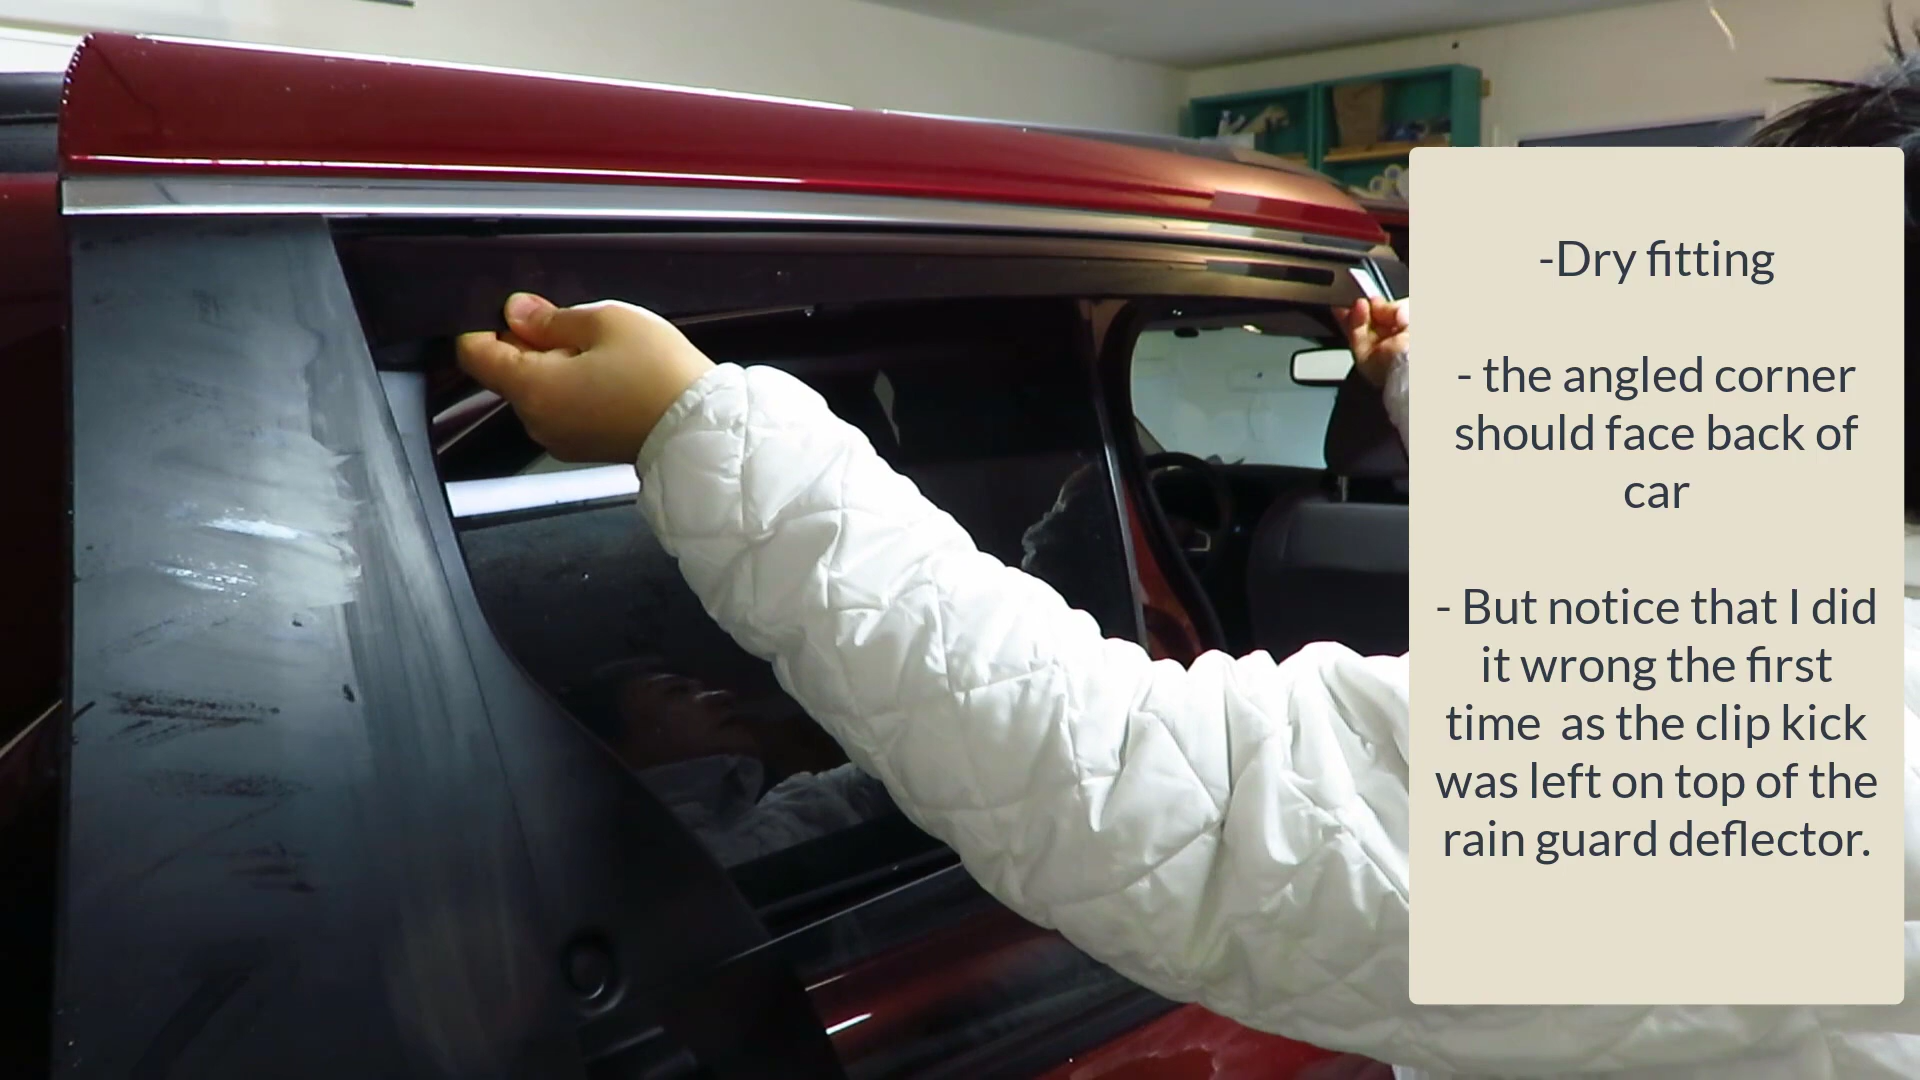 -Dry fitting
- the angled corner
should face back of
car
- But notice that I did
it wrong the first
time  as the clip kick
was left on top of the
rain guard deflector.